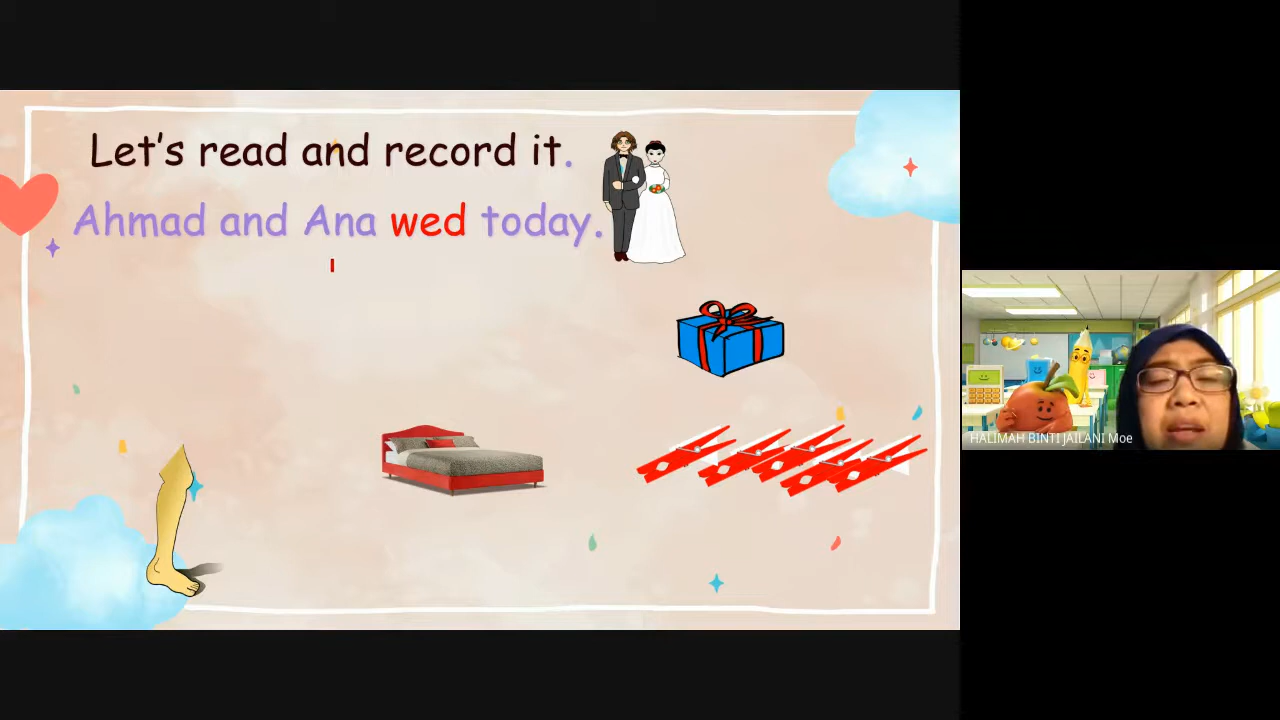 Let's read and record it.
Ahmad and Ana wed today.
HALIMAH BINTI JAILANI Moe